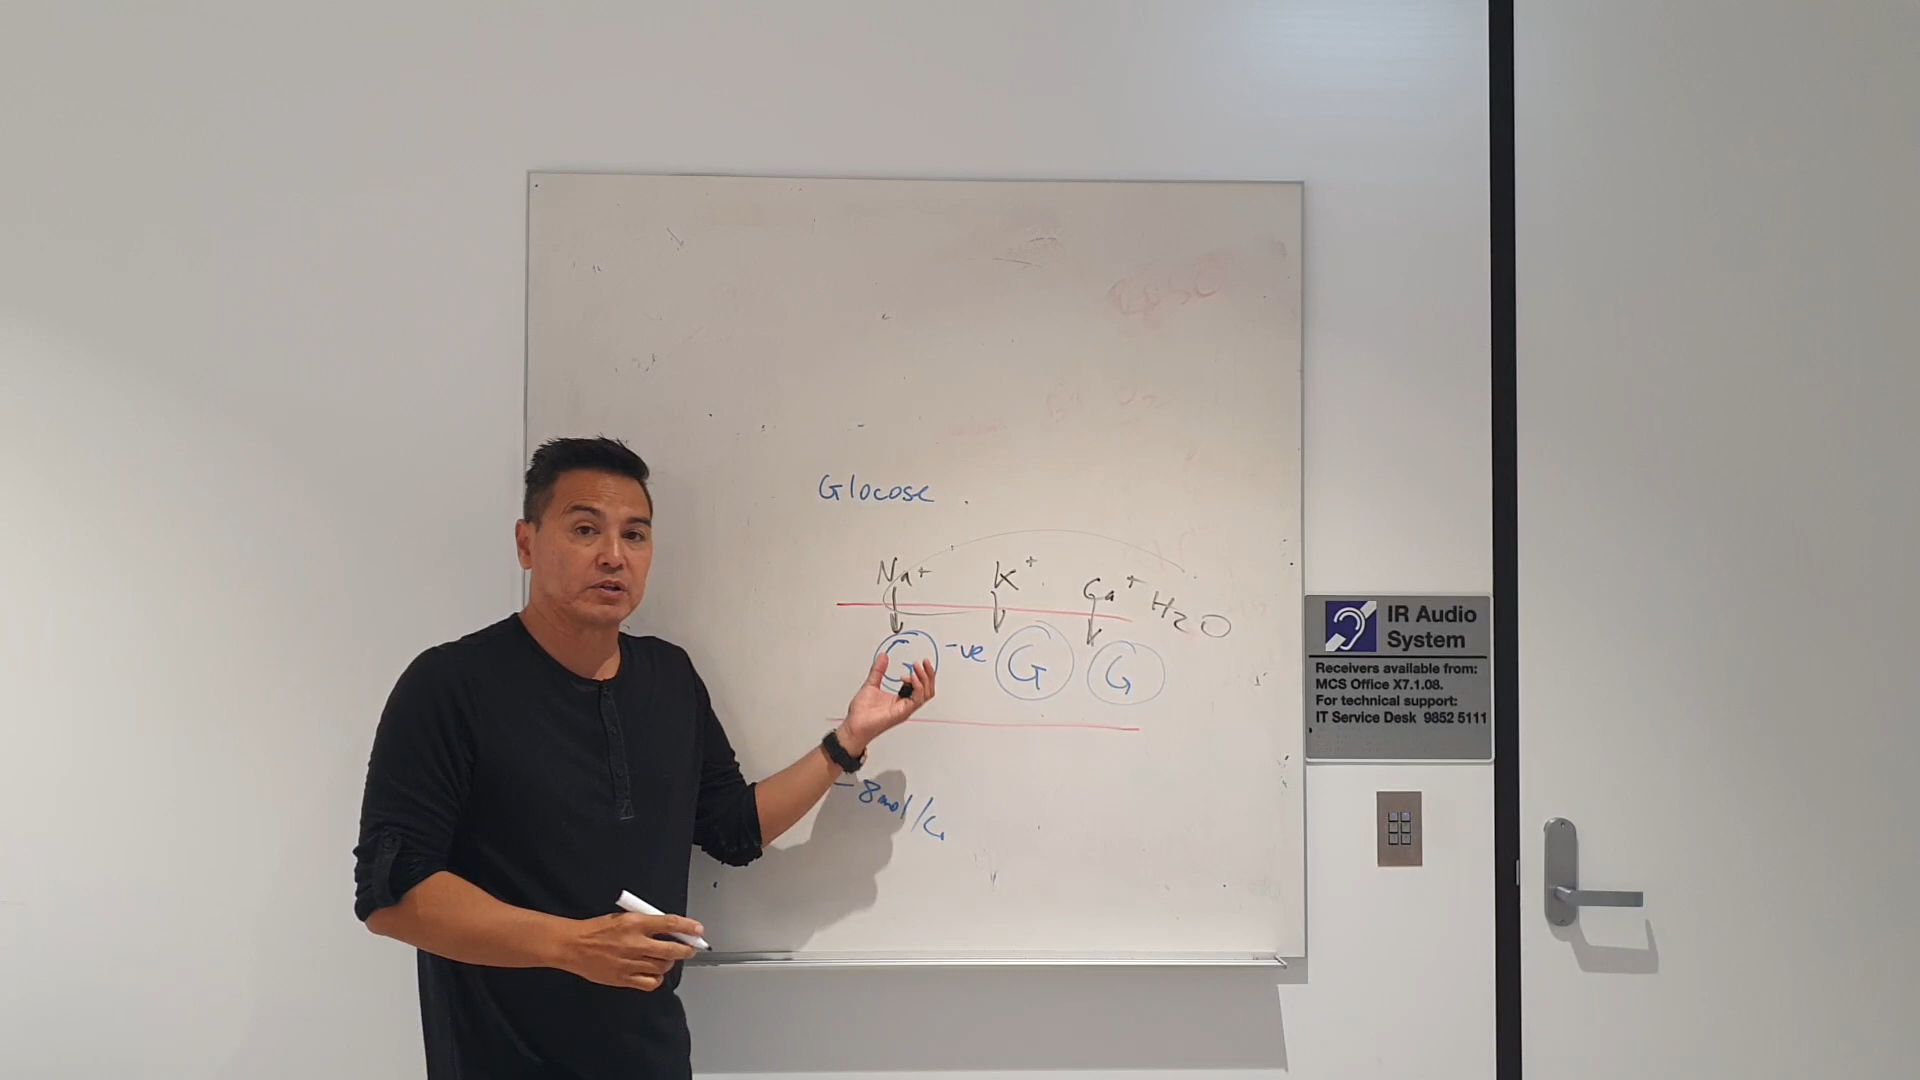 Glocose
Na+ K+ Ca+ H2O
G -ve G G
-8mol/L
IR Audio
System
Receivers available from:
MCS Office X7.1.08.
For technical support:
IT Service Desk 9852 5111